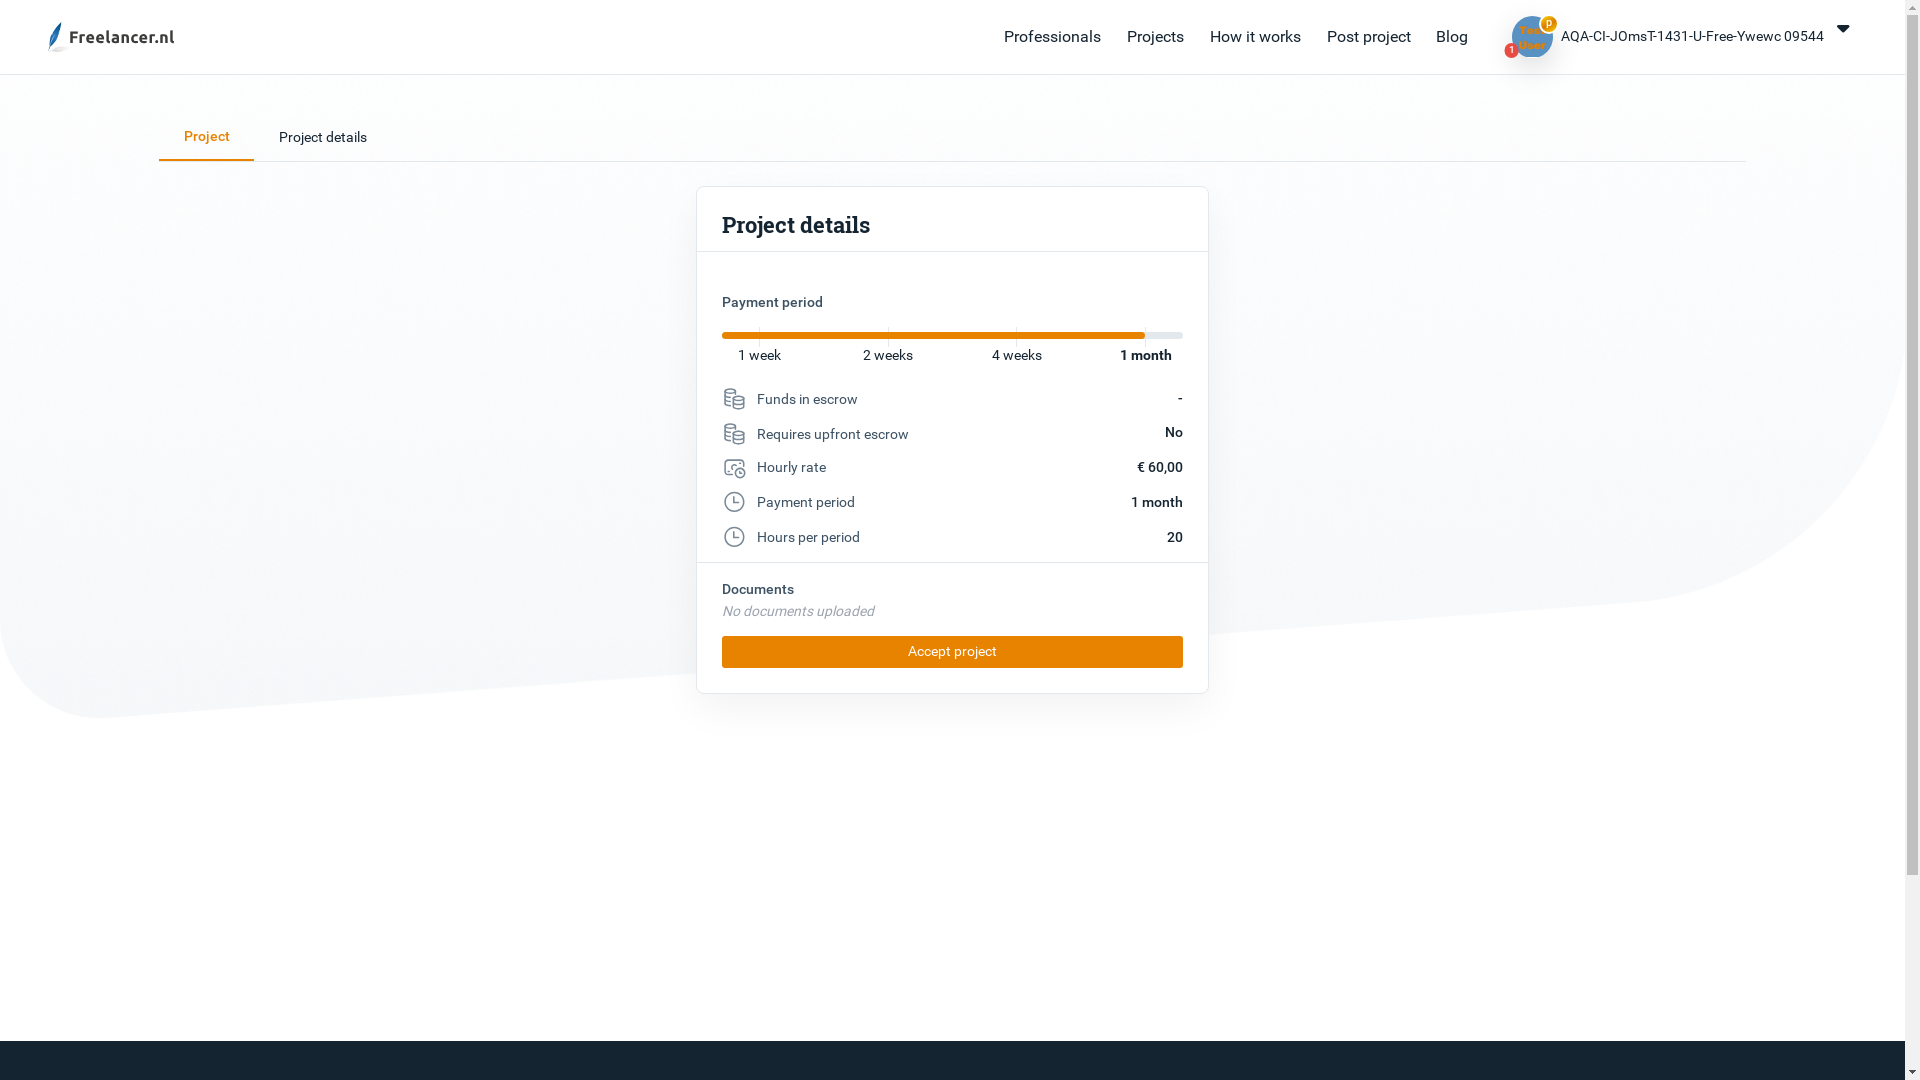 Freelancer.nl
Professionals
Projects
How it works
Post project
Blog
p
1
AQA-CI-JOmsT-1431-U-Free-Ywewc 09544
Project
Project details
Project details
Payment period
1 week
2 weeks
4 weeks
1 month
Funds in escrow -
Requires upfront escrow No
Hourly rate € 60,00
Payment period 1 month
Hours per period 20
Documents
No documents uploaded
Accept project